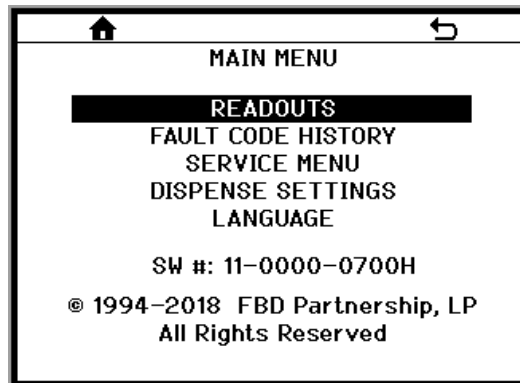 MAIN MENU
READOUTS
FAULT CODE HISTORY
SERVICE MENU
DISPENSE SETTINGS
LANGUAGE
SW #: 11-0000-0700H
© 1994-2018 FBD Partnership, LP
All Rights Reserved